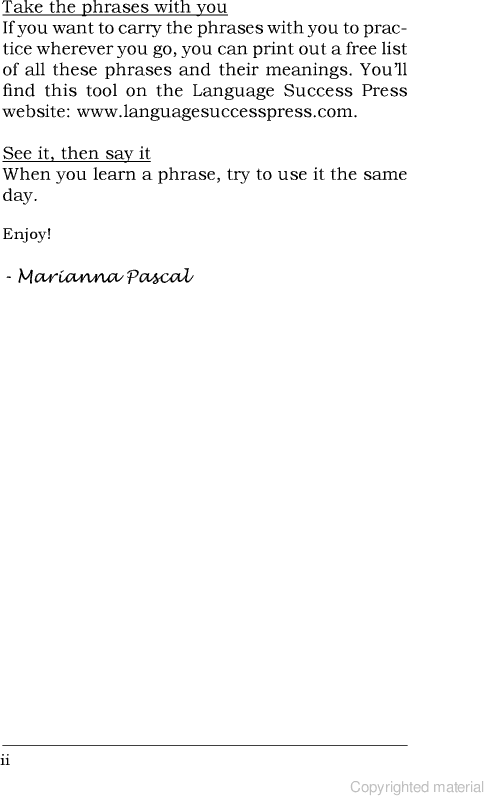 Take the phrases with you
If you want to carry the phrases with you to prac-
tice wherever you go, you can print out a free list
of all these phrases and their meanings. You'll
find this tool on the Language Success Press
website: www.languagesuccesspress.com.
See it, then say it
When you learn a phrase, try to use it the same
day.
Enjoy!
- Marianna Pascal
ii
Copyrighted material